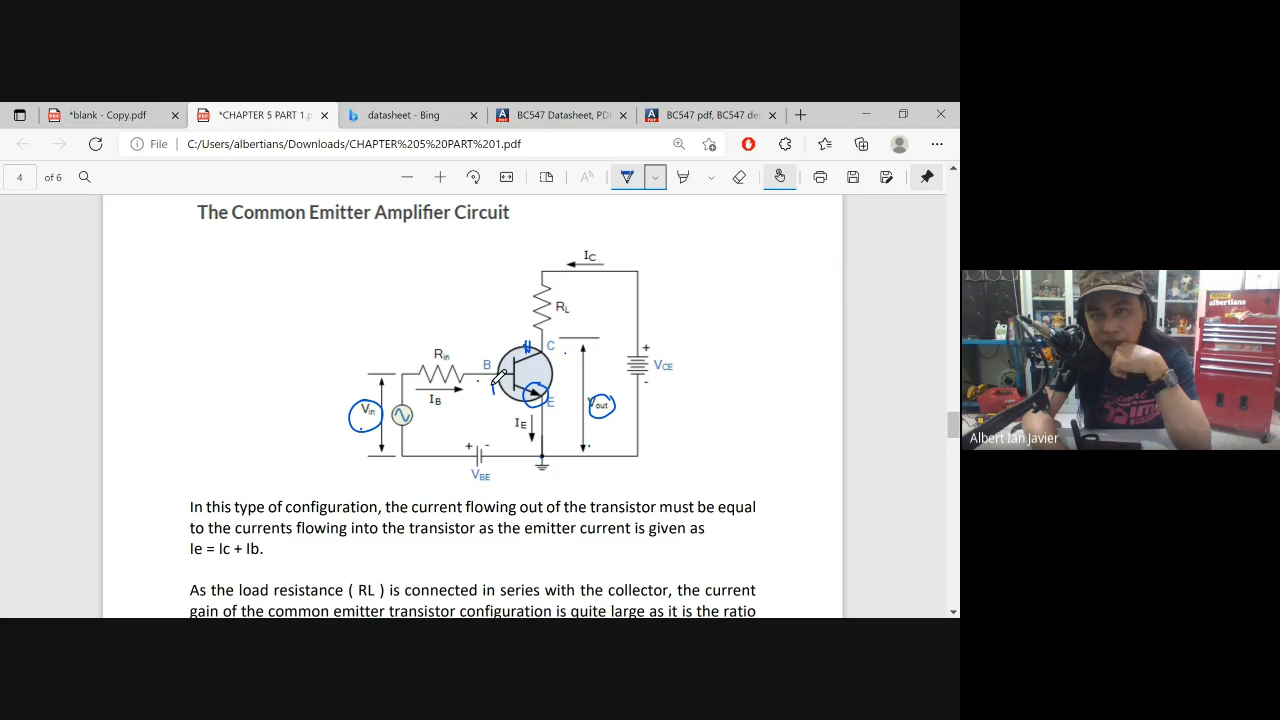 *blank - Copy.pdf
*CHAPTER 5 PART 1.p
datasheet - Bing
BC547 Datasheet, PD
BC547 pdf, BC547 de
File
C:/Users/albertians/Downloads/CHAPTER%205%20PART%201.pdf
4 of 6
The Common Emitter Amplifier Circuit
IC
RL
N
C
Rin
B
+
VCE
-
Vin
IB
E
out
IE
+ -
VBE
In this type of configuration, the current flowing out of the transistor must be equal
to the currents flowing into the transistor as the emitter current is given as
Ie = Ic + Ib.
As the load resistance ( RL ) is connected in series with the collector, the current
gain of the common emitter transistor configuration is quite large as it is the ratio
albertians
Albert Ian Javier